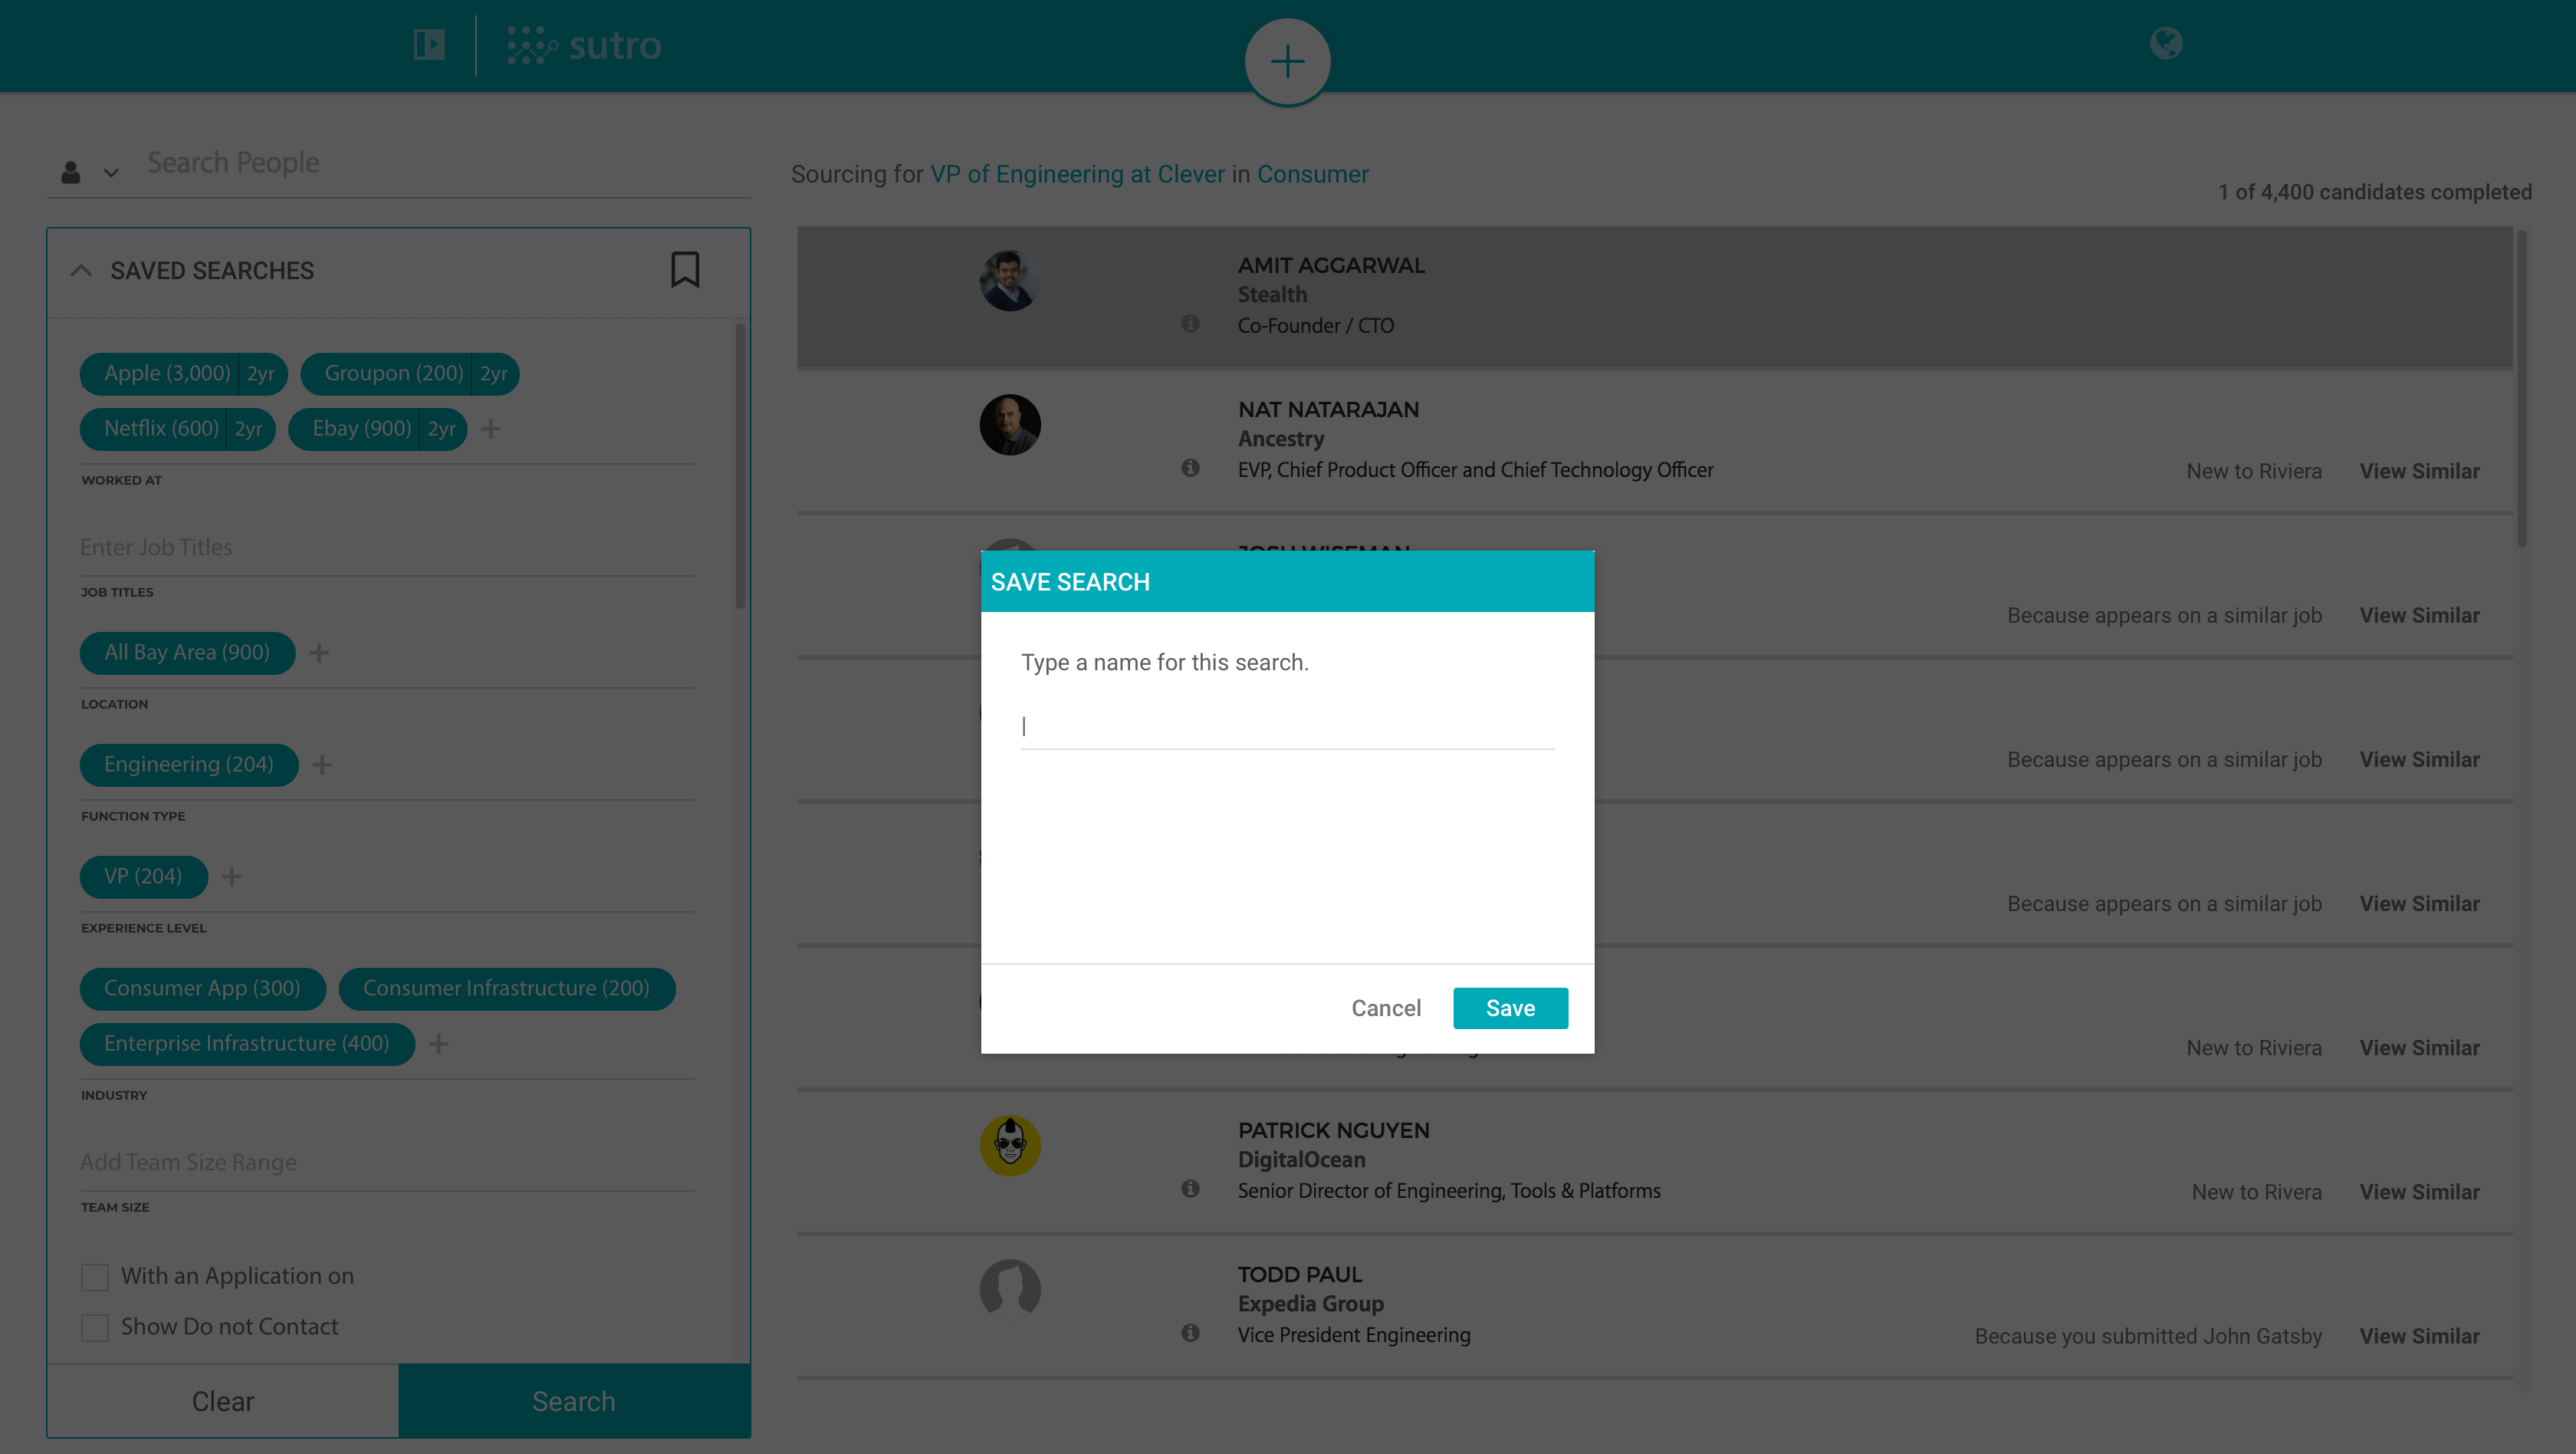 sutro
Search People
Sourcing for VP of Engineering at Clever in Consumer
1 of 4,400 candidates completed
SAVED SEARCHES
Apple (3,000) 2yr Groupon (200) 2yr
Netflix (600) 2yr Ebay (900) 2yr
WORKED AT
Enter Job Titles
JOB TITLES
All Bay Area (900)
LOCATION
Engineering (204)
FUNCTION TYPE
VP (204)
EXPERIENCE LEVEL
Consumer App (300) Consumer Infrastructure (200)
Enterprise Infrastructure (400)
INDUSTRY
Add Team Size Range
TEAM SIZE
With an Application on
Show Do not Contact
Clear Search
AMIT AGGARWAL
Stealth
Co-Founder / CTO
NAT NATARAJAN
Ancestry
EVP, Chief Product Officer and Chief Technology Officer
New to Riviera View Similar
JOSH WISEMAN
Because appears on a similar job View Similar
Because appears on a similar job View Similar
Because appears on a similar job View Similar
New to Riviera View Similar
PATRICK NGUYEN
DigitalOcean
Senior Director of Engineering, Tools & Platforms
New to Rivera View Similar
TODD PAUL
Expedia Group
Vice President Engineering
Because you submitted John Gatsby View Similar
SAVE SEARCH
Type a name for this search.
Cancel Save